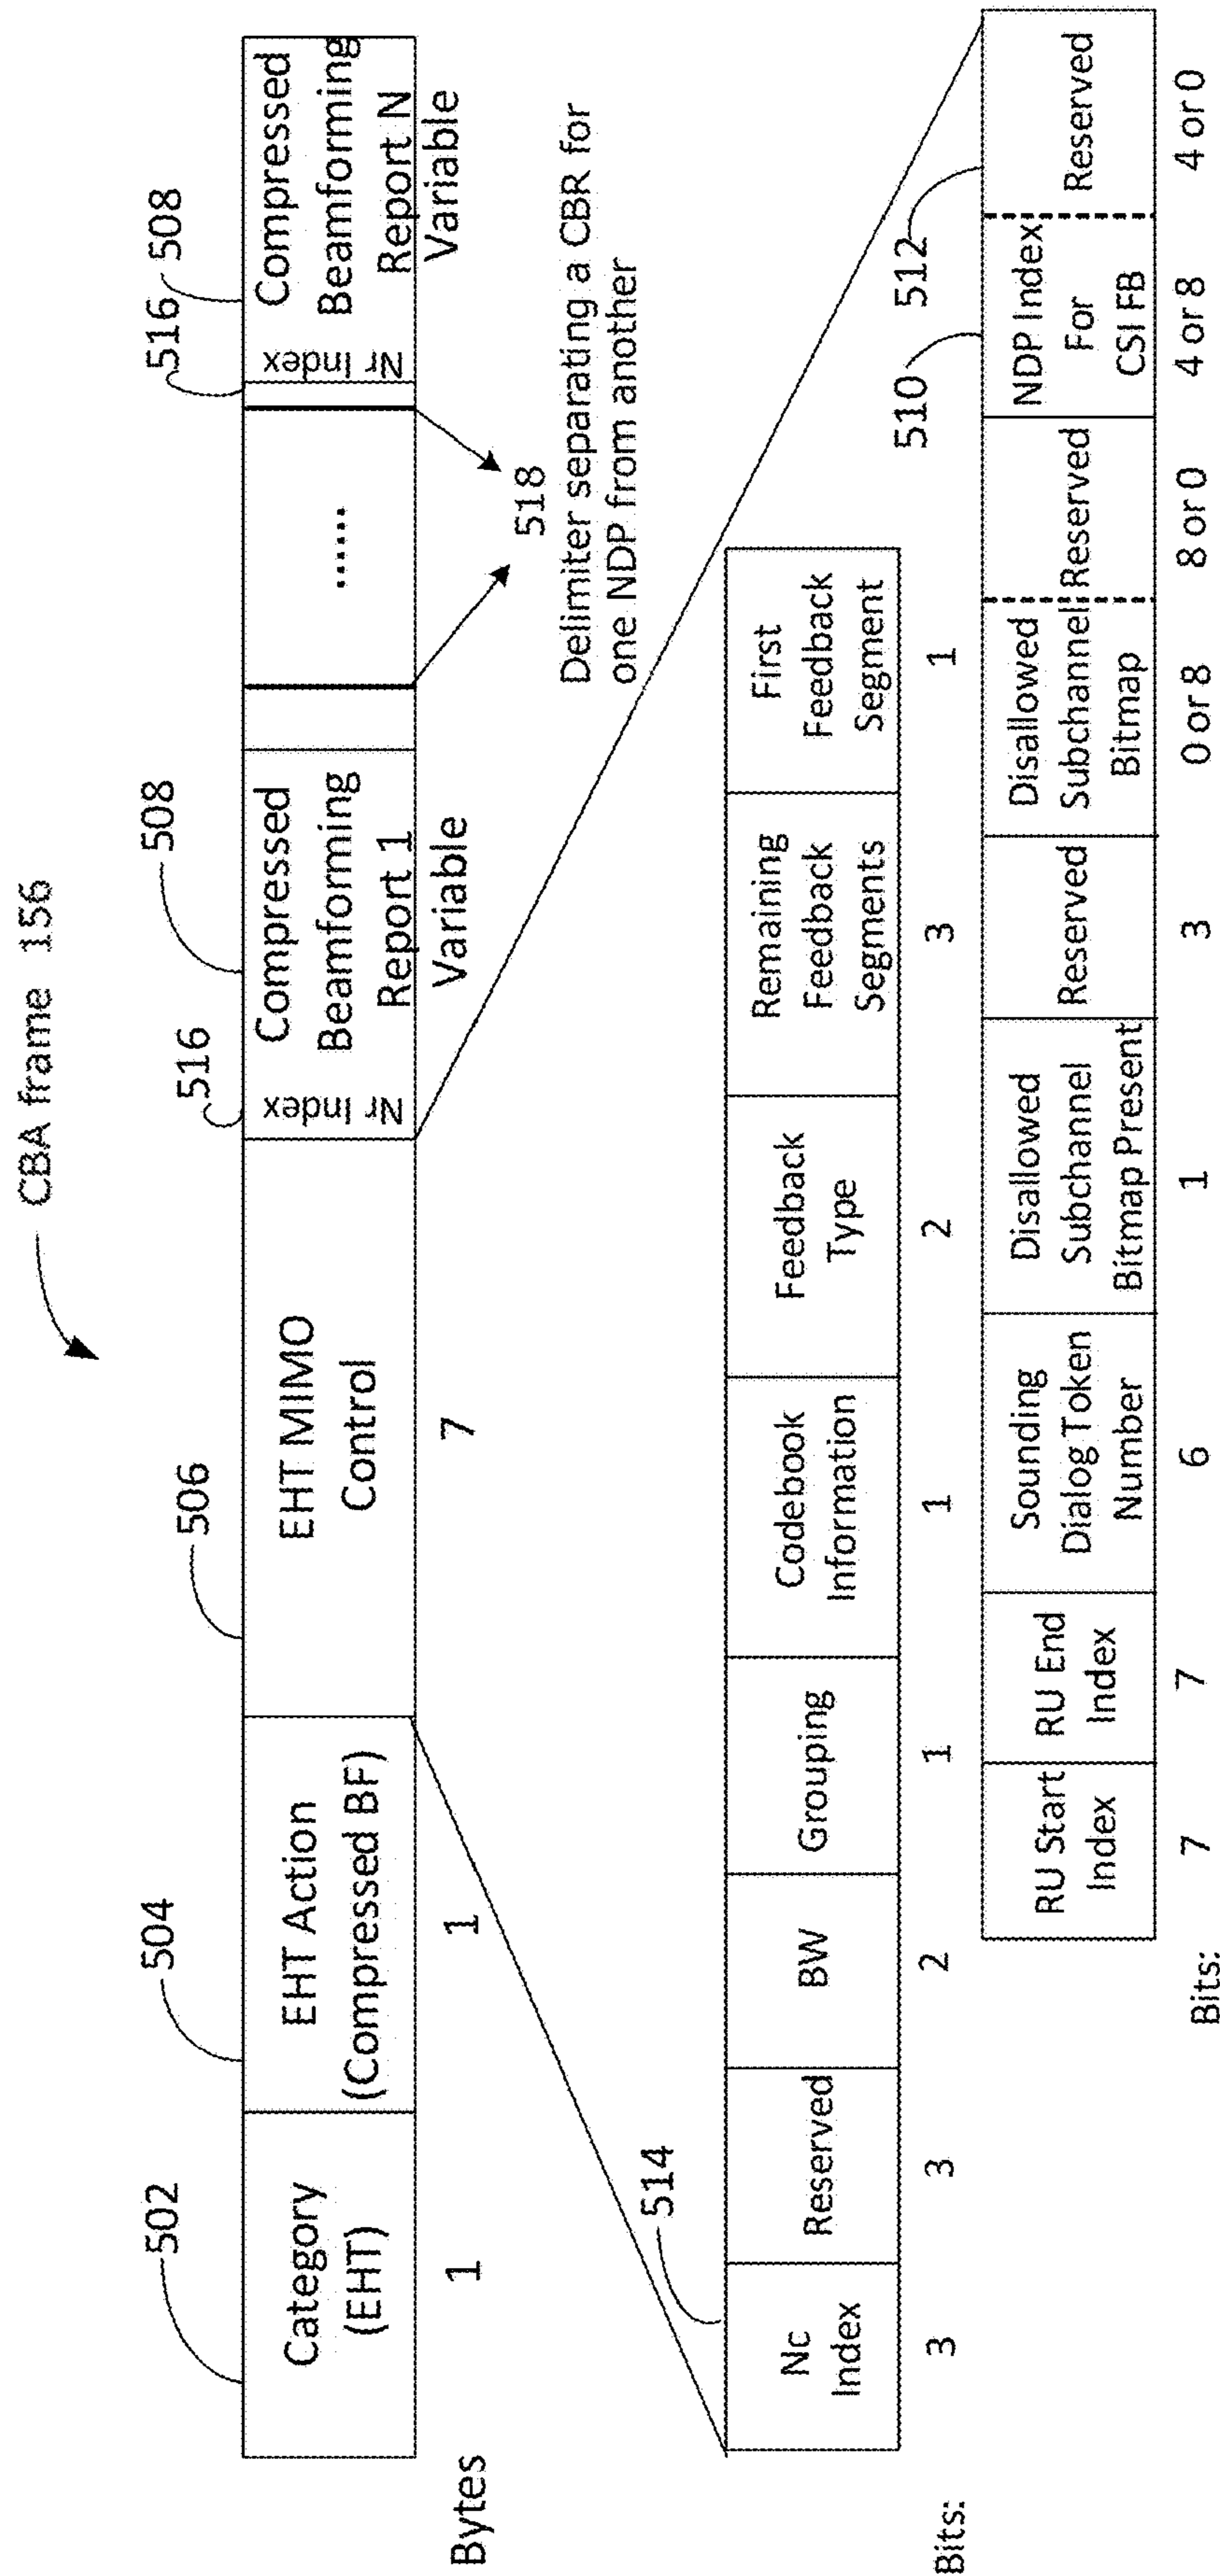 CBA frame 156
502
504
506
516
508
516
508
Category
(EHT)
EHT Action
(Compressed BF)
EHT MIMO
Control
Nr Index
Compressed
Beamforming
Report 1
Variable
......
Nr Index
Compressed
Beamforming
Report N
Variable
Bytes
1
1
7
518
Delimiter separating a CBR for
one NDP from another
514
Nc
Index
Reserved
BW
Grouping
Codebook
Information
Feedback
Type
Remaining
Feedback
Segments
First
Feedback
Segment
Bits:
3
3
2
1
1
2
3
1
510
512
RU Start
Index
RU End
Index
Sounding
Dialog Token
Number
Disallowed
Subchannel
Bitmap Present
Reserved
Disallowed
Subchannel
Bitmap
Reserved
NDP Index
For
CSI FB
Reserved
Bits:
7
7
6
1
3
0 or 8
8 or 0
4 or 8
4 or 0